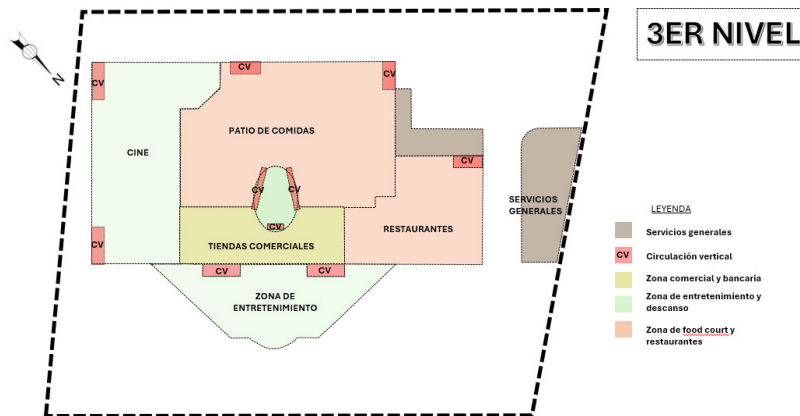 3ER NIVEL
N
CV
CV
CV
PATIO DE COMIDAS
CINE
CV
CV
CV
SERVICIOS
GENERALES
CV
RESTAURANTES
CV
TIENDAS COMERCIALES
CV
CV
ZONA DE
ENTRETENIMIENTO
LEYENDA
Servicios generales
CV
Circulación vertical
Zona comercial y bancaria
Zona de entretenimiento y
descanso
Zona de food court y
restaurantes